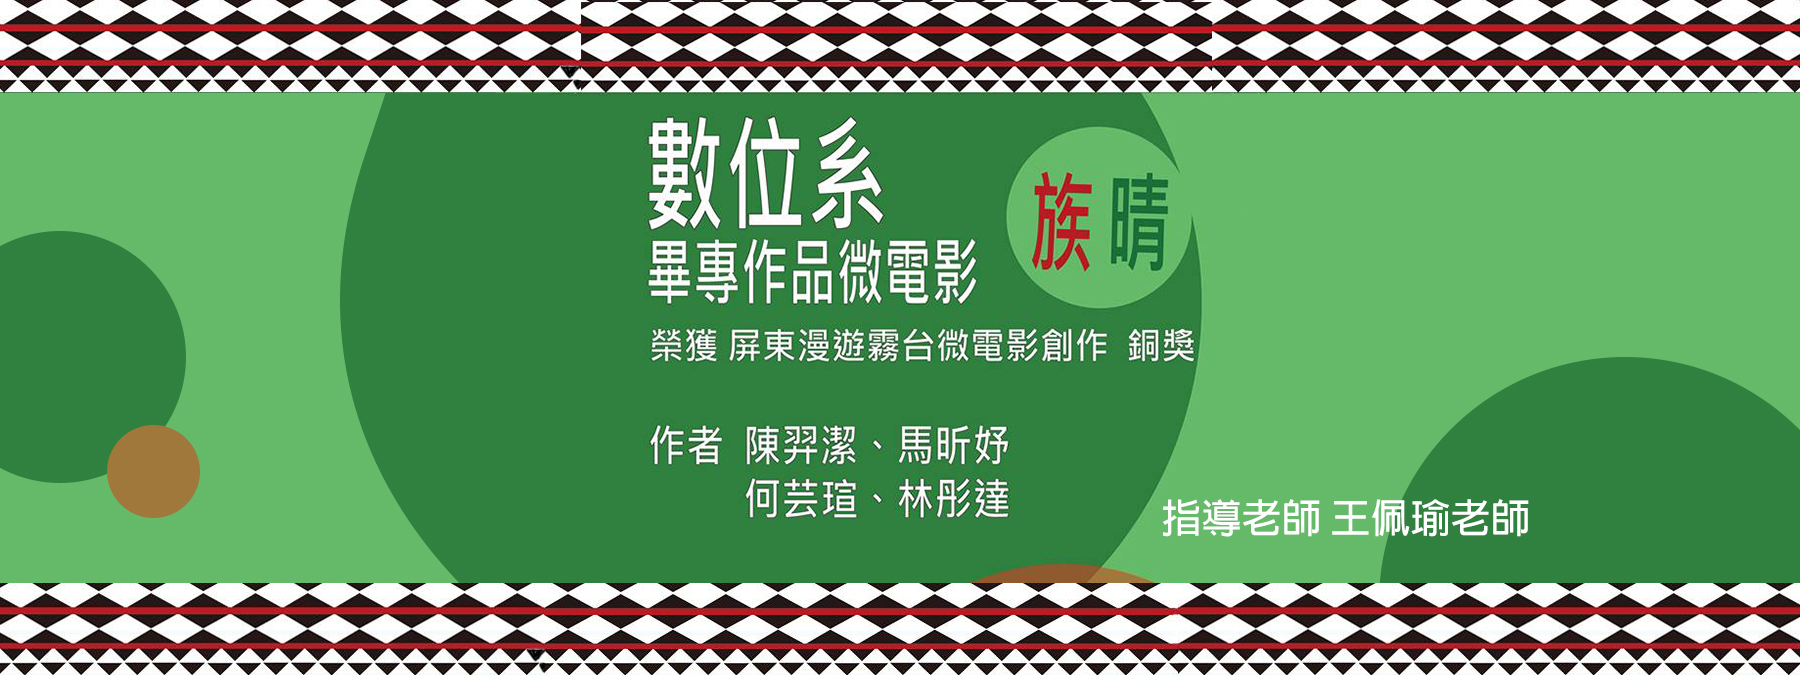 數位系
畢專作品微電影
族晴
榮獲 屏東漫遊霧台微電影創作 銅獎
作者 陳羿潔、馬昕妤
何芸瑄、林彤達
指導老師 王佩瑜老師